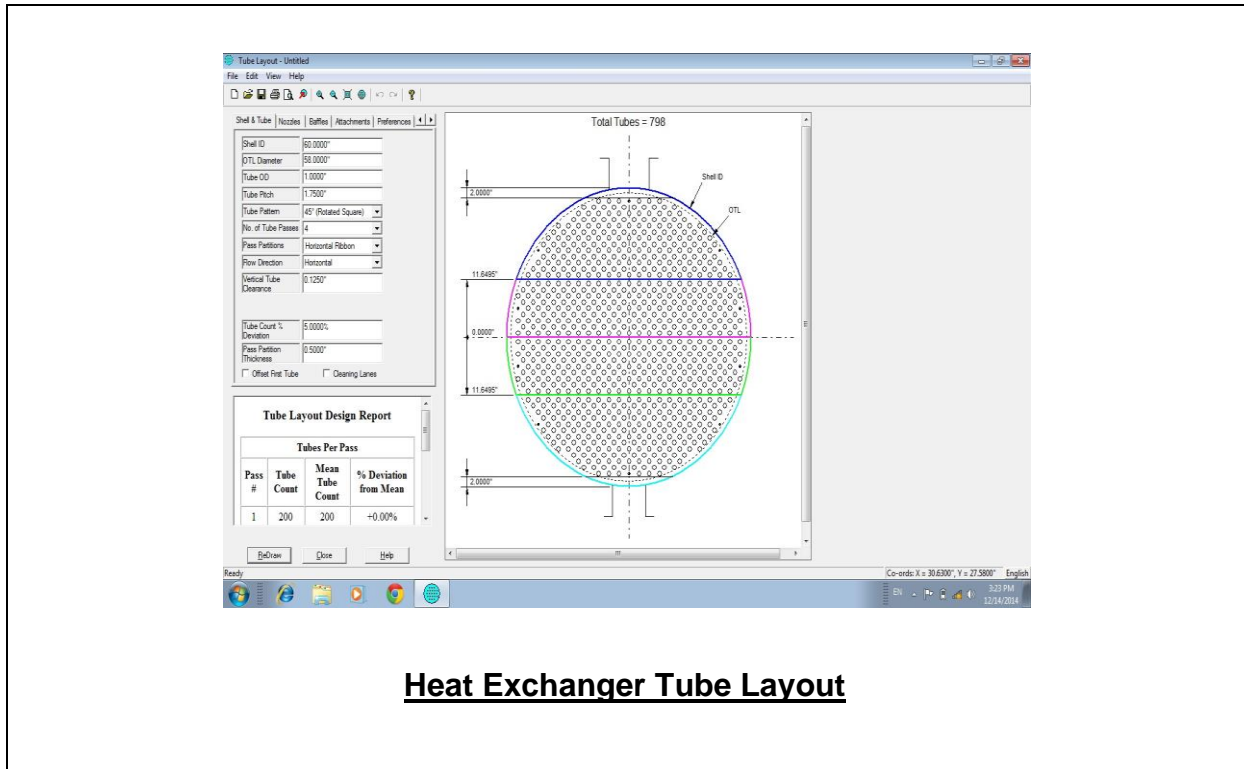 Tube Layout - Untitled
File Edit View Help
Shell & Tube Nozzles Baffles Attachments Preferences
Shell ID 60.0000"
OTL Diameter 58.0000"
Tube OD 1.0000"
Tube Pitch 1.7500"
Tube Pattern 45° (Rotated Square)
No. of Tube Passes 4
Pass Partitions Horizontal Ribbon
Flow Direction Horizontal
Vertical Tube Clearance 0.1250"
Tube Count % Deviation 5.0000%
Pass Partition Thickness 0.5000"
Offset First Tube Cleaning Lanes
Tube Layout Design Report
Tubes Per Pass
Pass # Tube Count Mean Tube Count % Deviation from Mean
1 200 200 +0.00%
ReDraw Close Help
Total Tubes = 798
Shell ID
2.0000"
OTL
11.6495"
0.0000"
11.6495"
2.0000"
Ready
Co-ords: X = 30.6300", Y = 27.5800" English
EN
3:23 PM
12/14/2014
Heat Exchanger Tube Layout